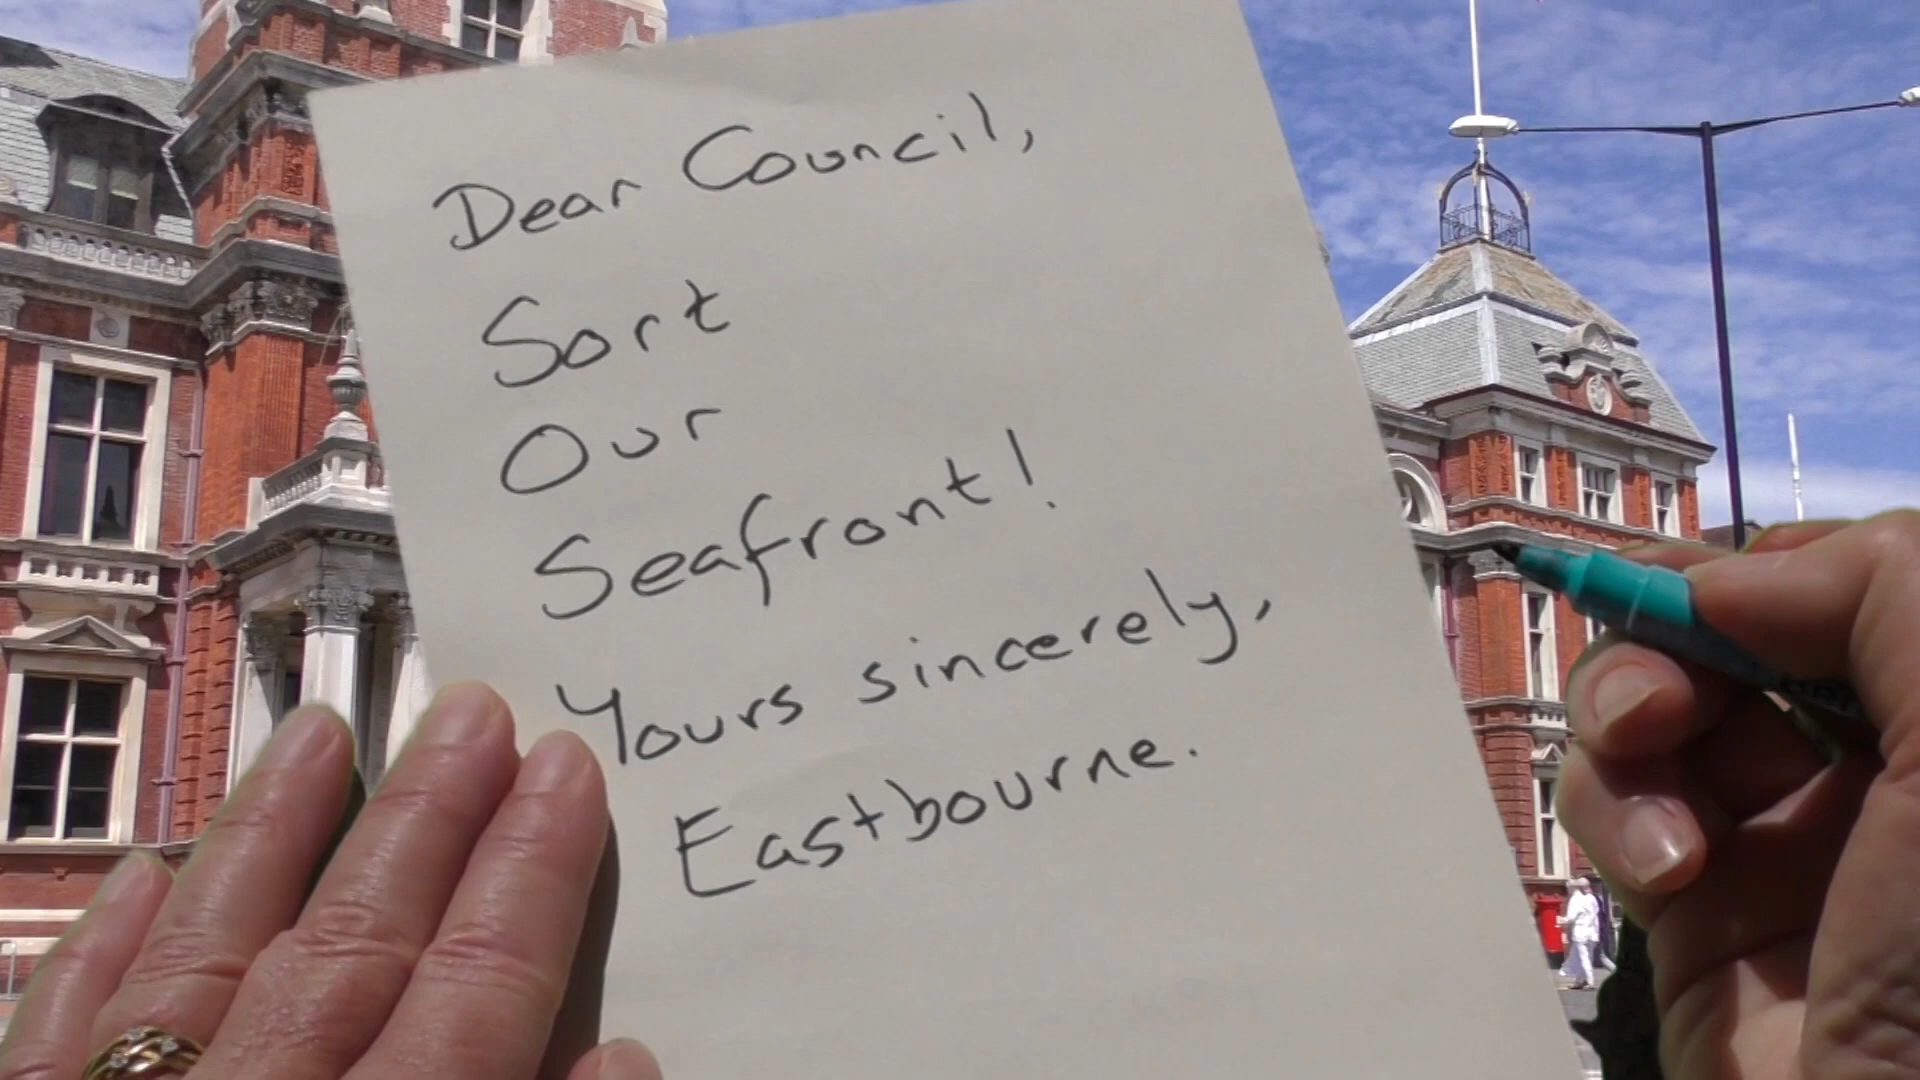 Dear Council,
Sort
Our
Seafront!
Yours sincerely,
Eastbourne.